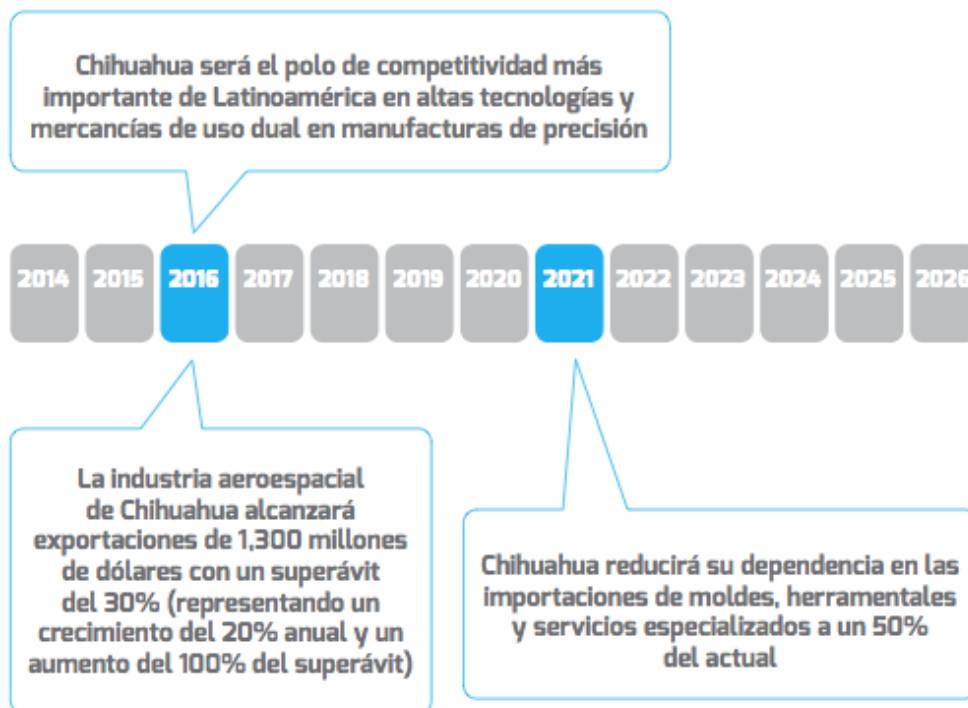 Chihuahua será el polo de competitividad más
importante de Latinoamérica en altas tecnologías y
mercancías de uso dual en manufacturas de precisión
2014 2015 2016 2017 2018 2019 2020 2021 2022 2023 2024 2025 2026
La industria aeroespacial
de Chihuahua alcanzará
exportaciones de 1,300 millones
de dólares con un superávit
del 30% (representando un
crecimiento del 20% anual y un
aumento del 100% del superávit)
Chihuahua reducirá su dependencia en las
importaciones de moldes, herramentales
y servicios especializados a un 50%
del actual